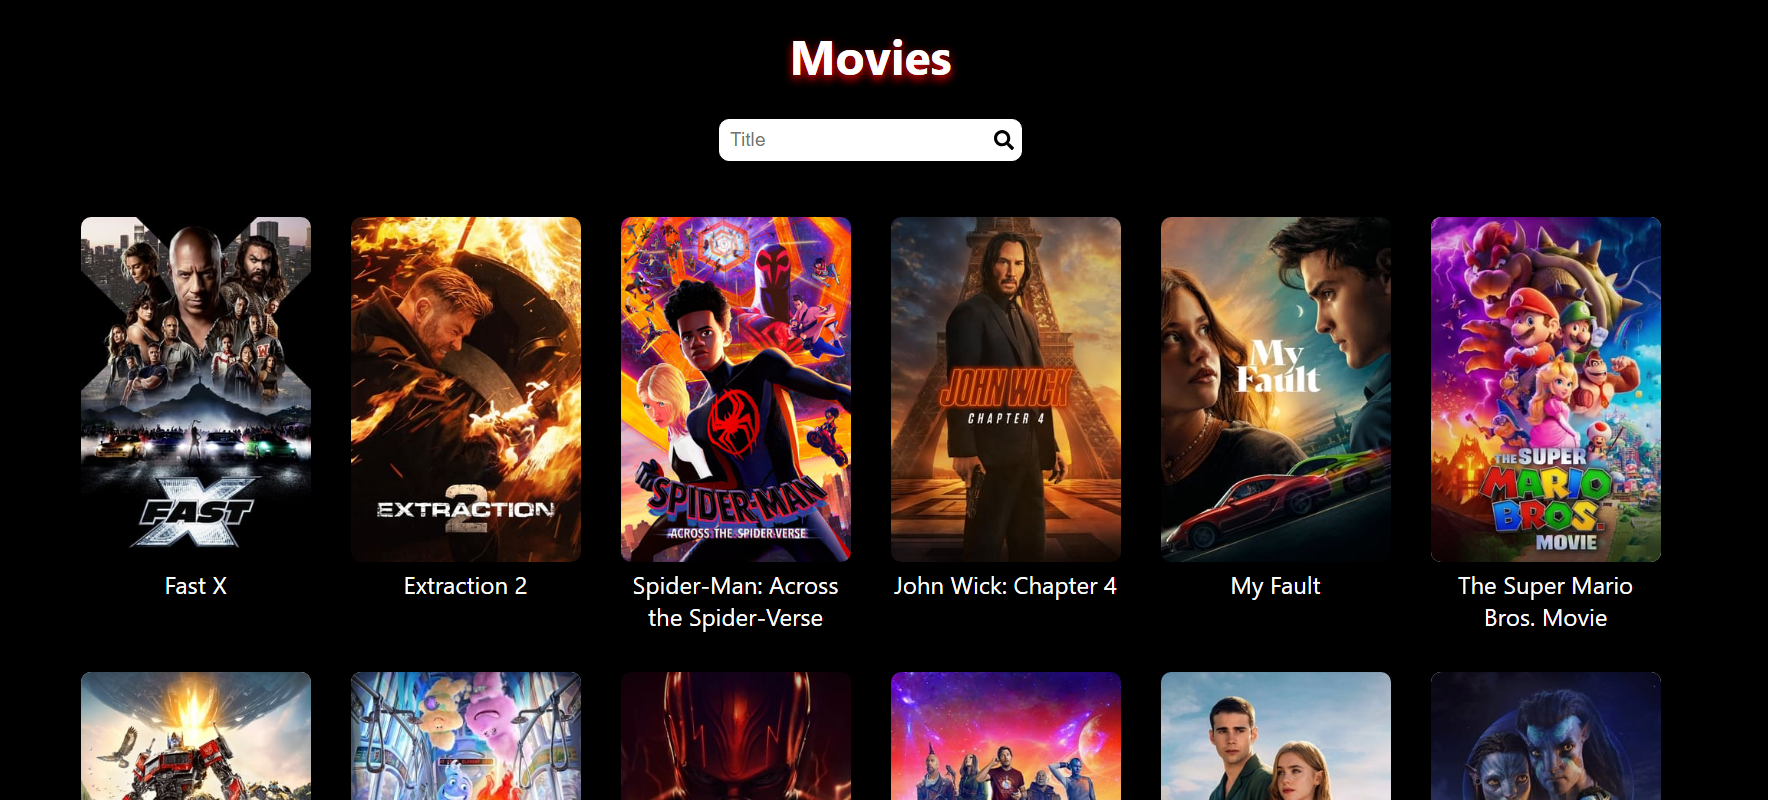 Movies
Title
FAST X
EXTRACTION 2
SPIDER-MAN
ACROSS THE SPIDER-VERSE
JOHN WICK
CHAPTER 4
My
Fault
THE SUPER
MARIO
BROS.
MOVIE
Fast X
Extraction 2
Spider-Man: Across
the Spider-Verse
John Wick: Chapter 4
My Fault
The Super Mario
Bros. Movie